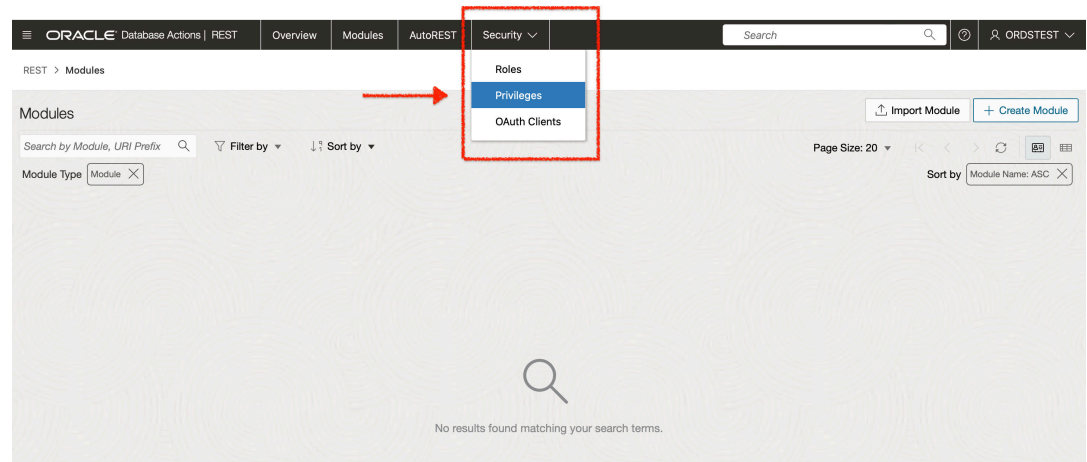 ORACLE Database Actions | REST Overview Modules AutoREST Security Search ORDSTEST
REST > Modules
Roles
Privileges
OAuth Clients
Modules
Import Module + Create Module
Search by Module, URI Prefix Filter by Sort by Page Size: 20
Module Type Module Sort by Module Name: ASC
No results found matching your search terms.